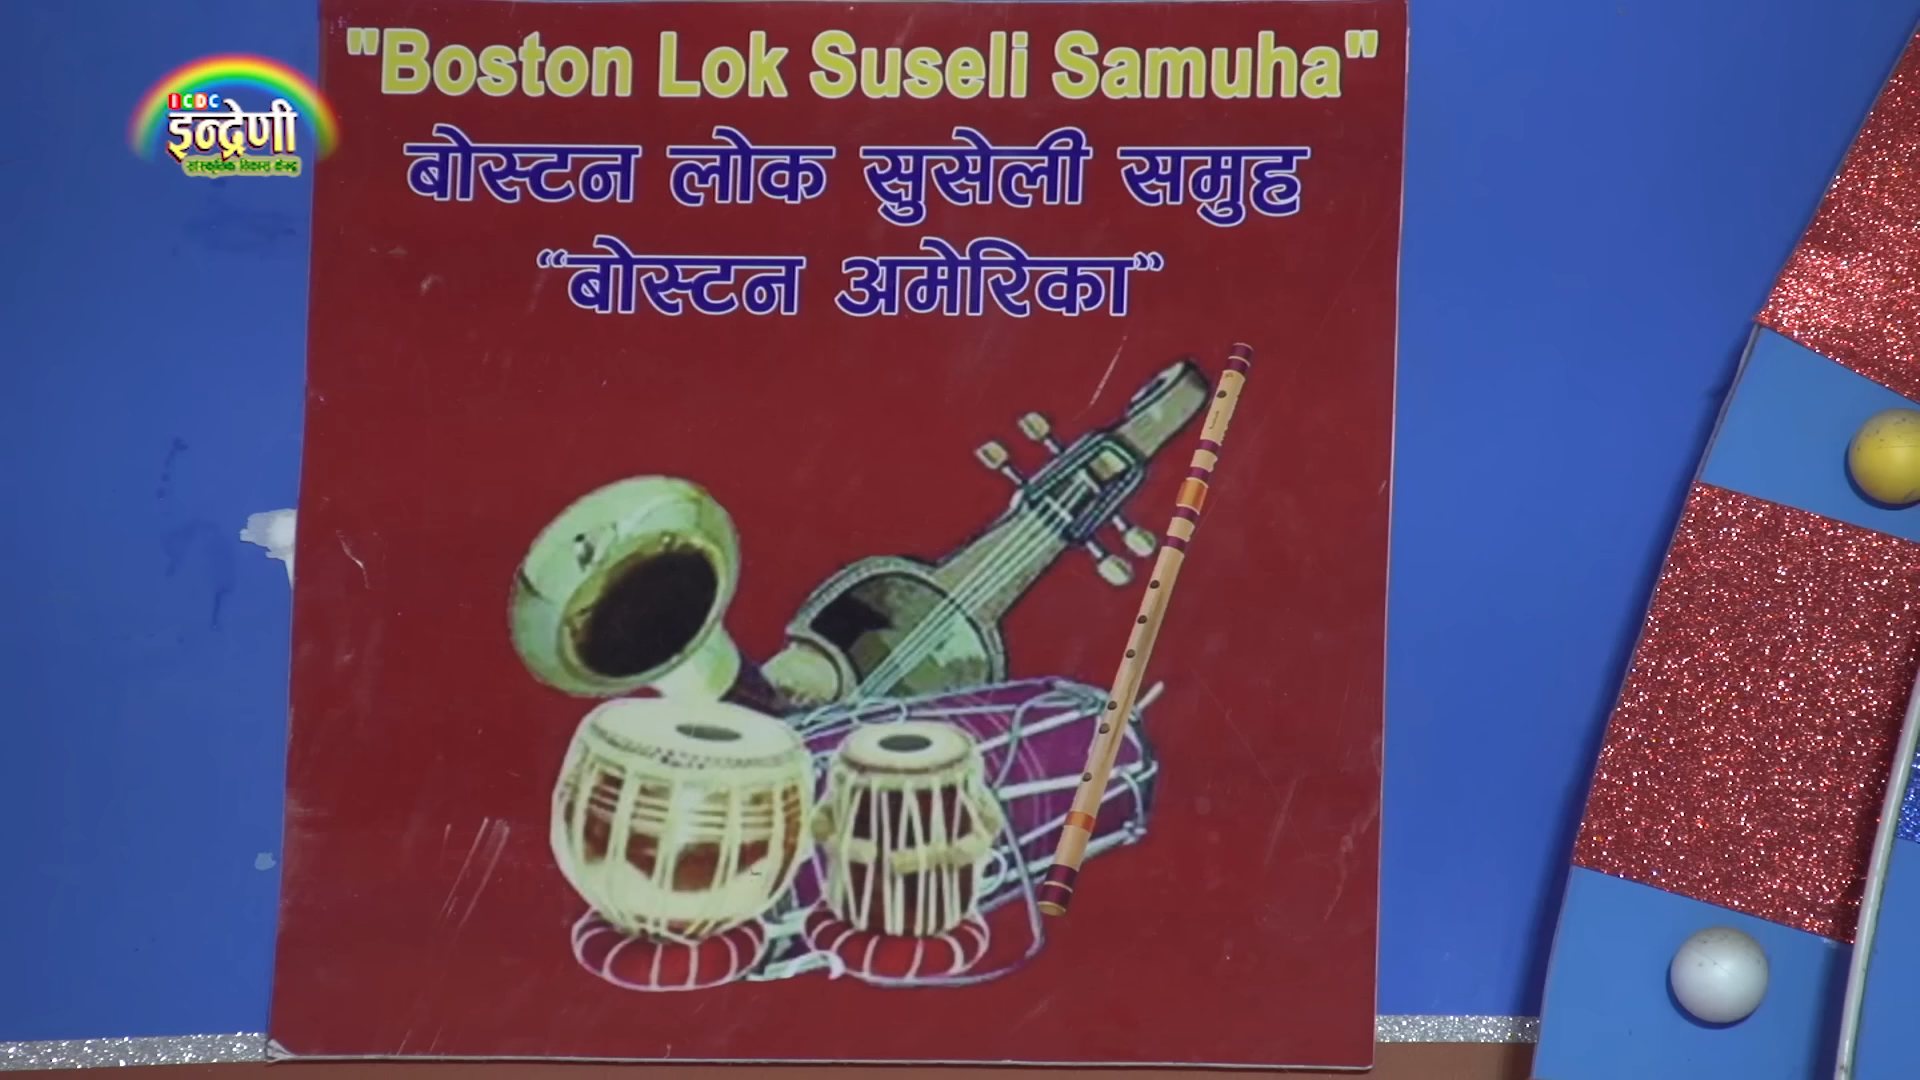 "Boston Lok Suseli Samuha"
ICDC
इन्द्रेणी
सांस्कृतिक विकास केन्द्र
बोस्टन लोक सुसेली समुह
“बोस्टन अमेरिका”